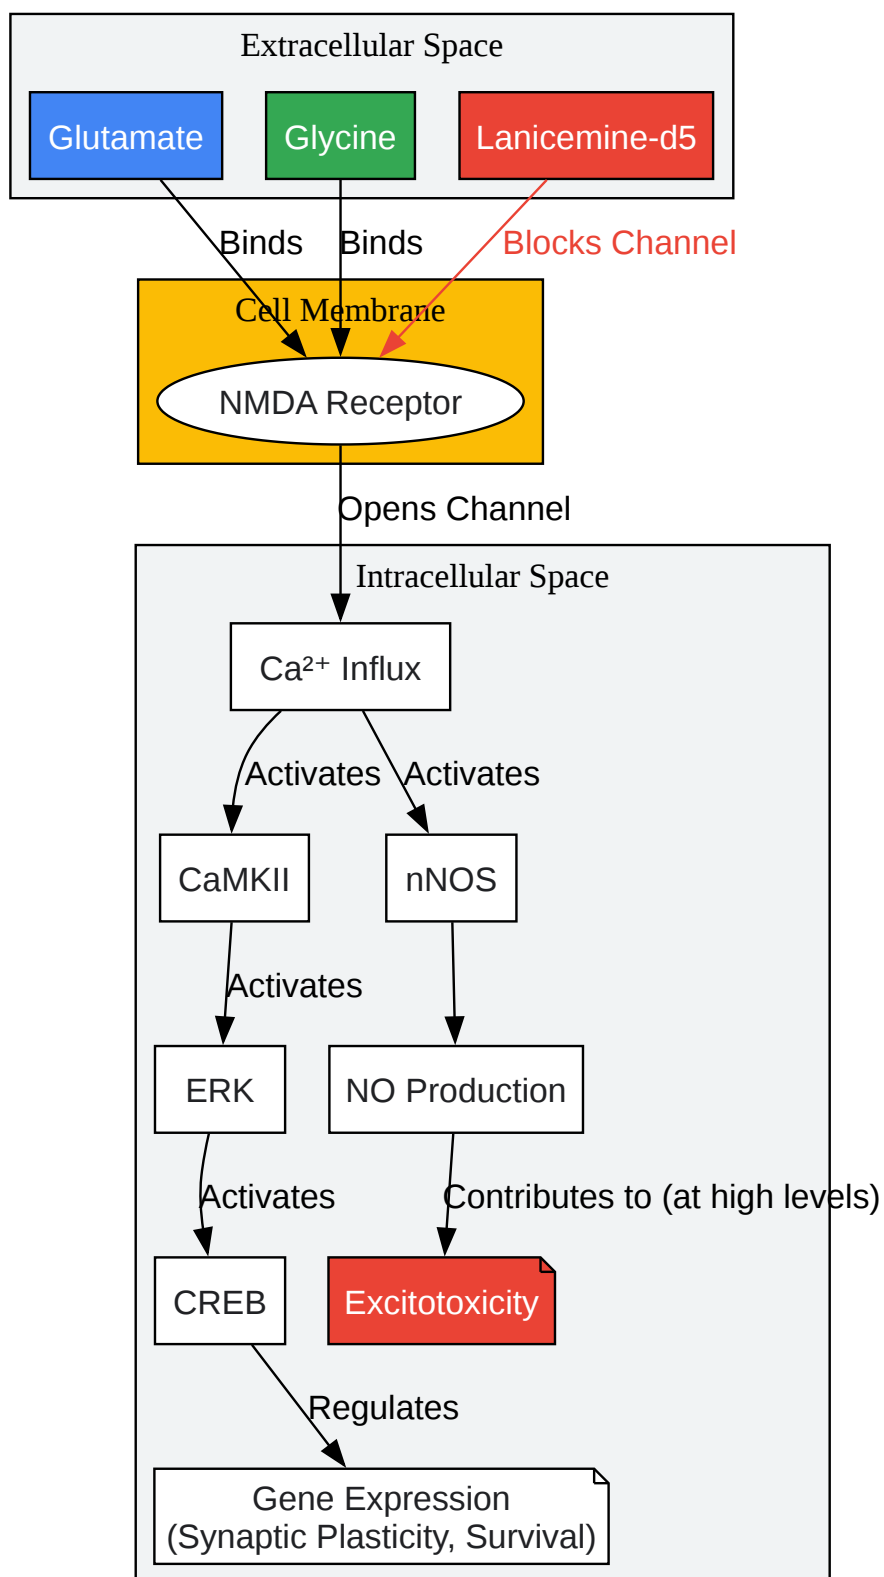 Extracellular Space
Glutamate
Glycine
Lanicemine-d5
Binds
Binds
Blocks Channel
Cell Membrane
NMDA Receptor
Opens Channel
Intracellular Space
Ca²⁺ Influx
Activates
Activates
CaMKII
nNOS
Activates
ERK
NO Production
Activates
Contributes to (at high levels)
CREB
Excitotoxicity
Regulates
Gene Expression
(Synaptic Plasticity, Survival)